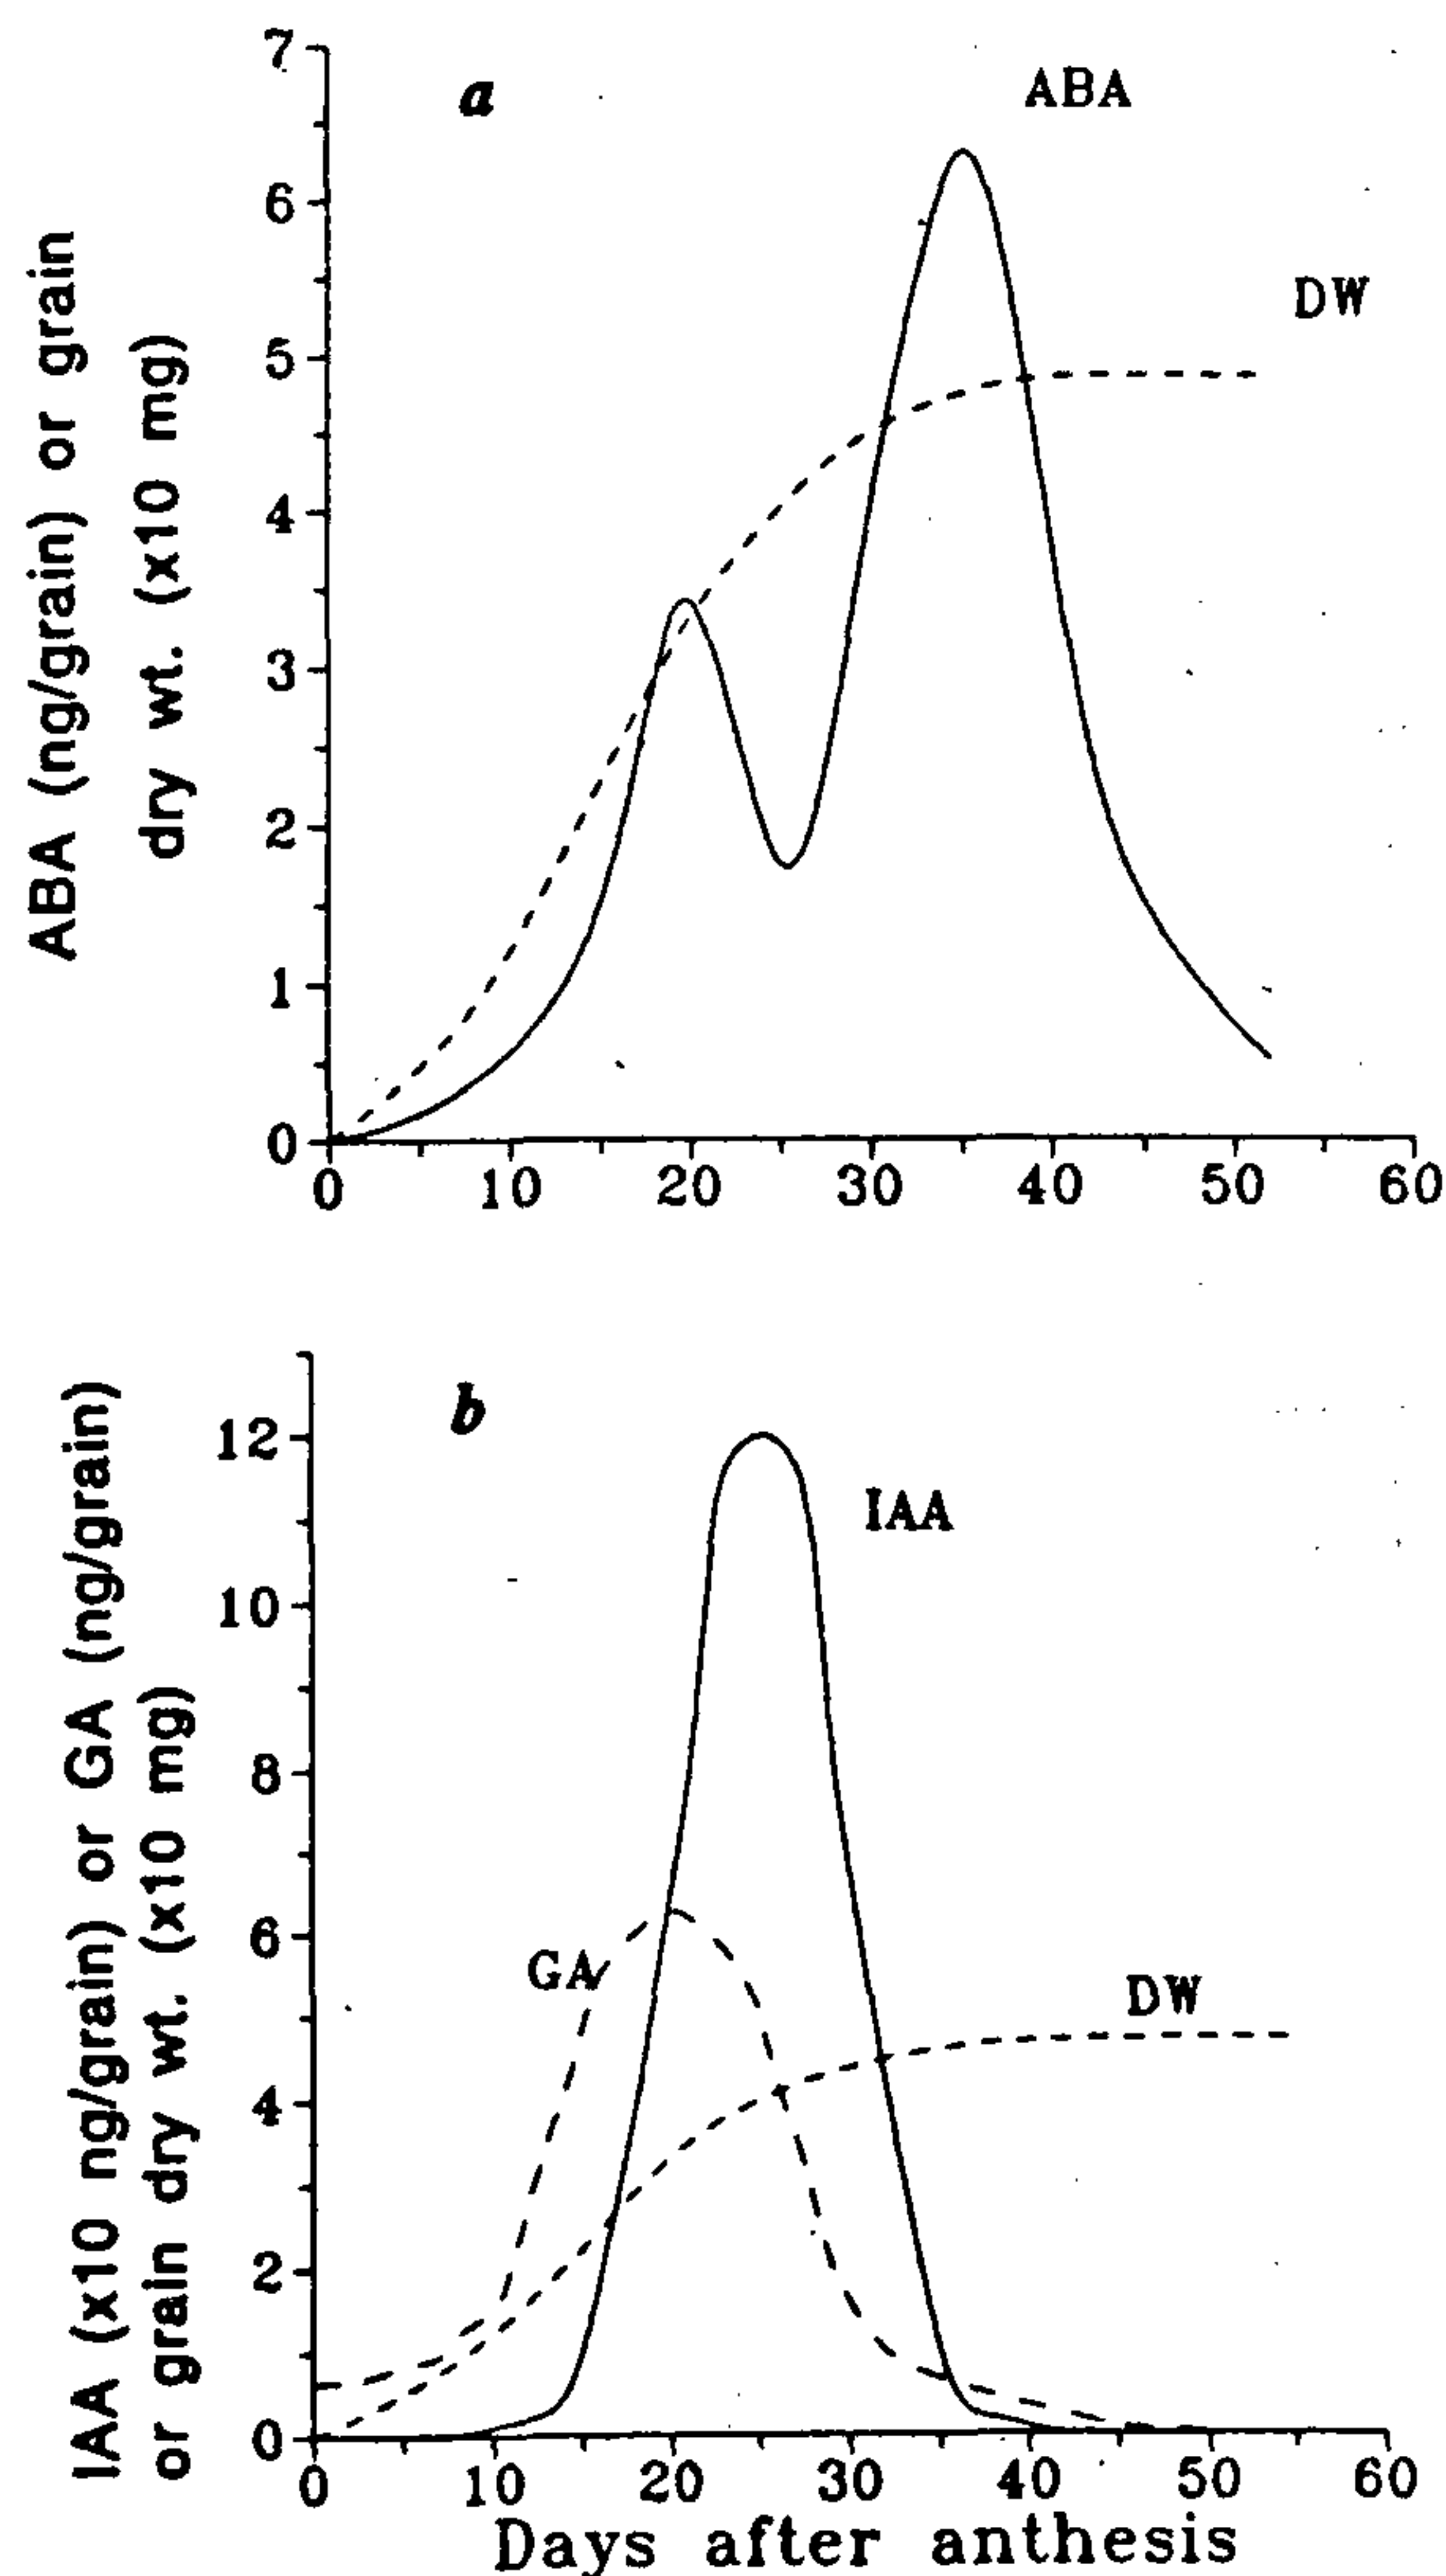 a
ABA
DW
ABA (ng/grain) or grain
dry wt. (x10 mg)
7
6
5
4
3
2
1
0
0 10 20 30 40 50 60
b
IAA
GA
DW
IAA (x10 ng/grain) or GA (ng/grain)
or grain dry wt. (x10 mg)
12
10
8
6
4
2
0
0 10 20 30 40 50 60
Days after anthesis